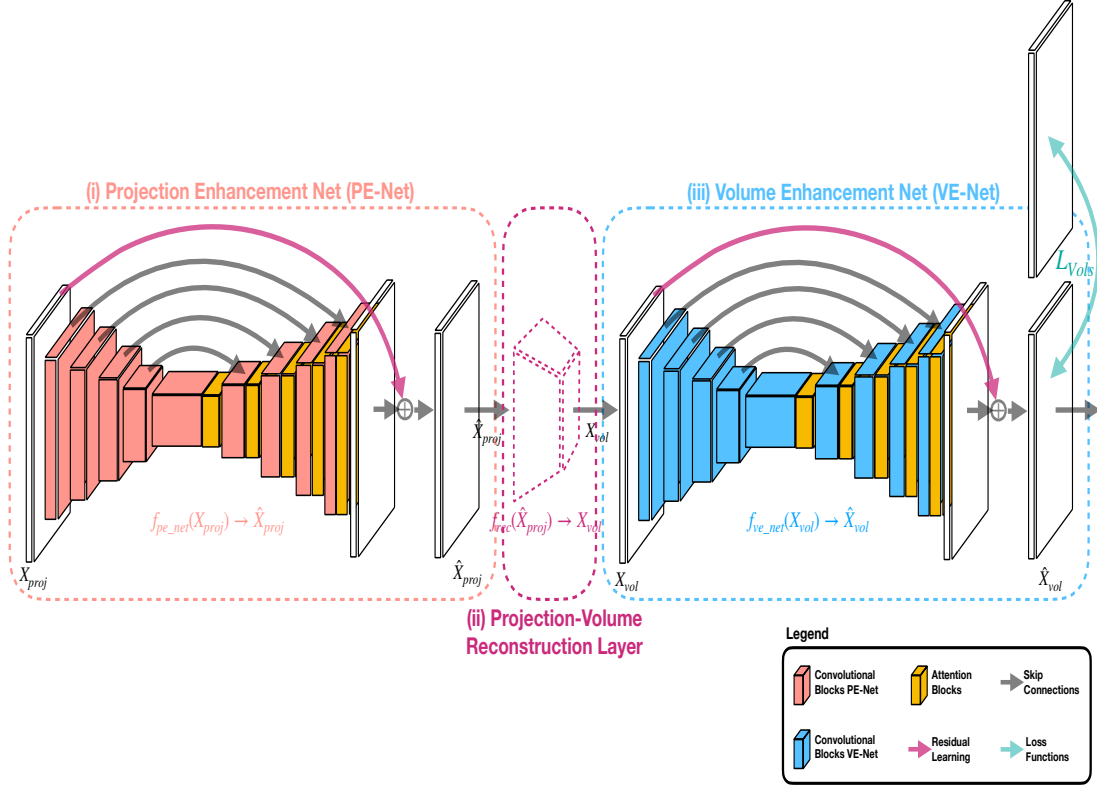 (i) Projection Enhancement Net (PE-Net)
(iii) Volume Enhancement Net (VE-Net)
L_Vols
X̂_proj
X_vol
f_pe_net(X_proj) → X̂_proj
f_rec(X̂_proj) → X_vol
f_ve_net(X_vol) → X̂_vol
X_proj
X̂_proj
X_vol
X̂_vol
(ii) Projection-Volume
Reconstruction Layer
Legend
Convolutional
Blocks PE-Net
Attention
Blocks
Skip
Connections
Convolutional
Blocks VE-Net
Residual
Learning
Loss
Functions